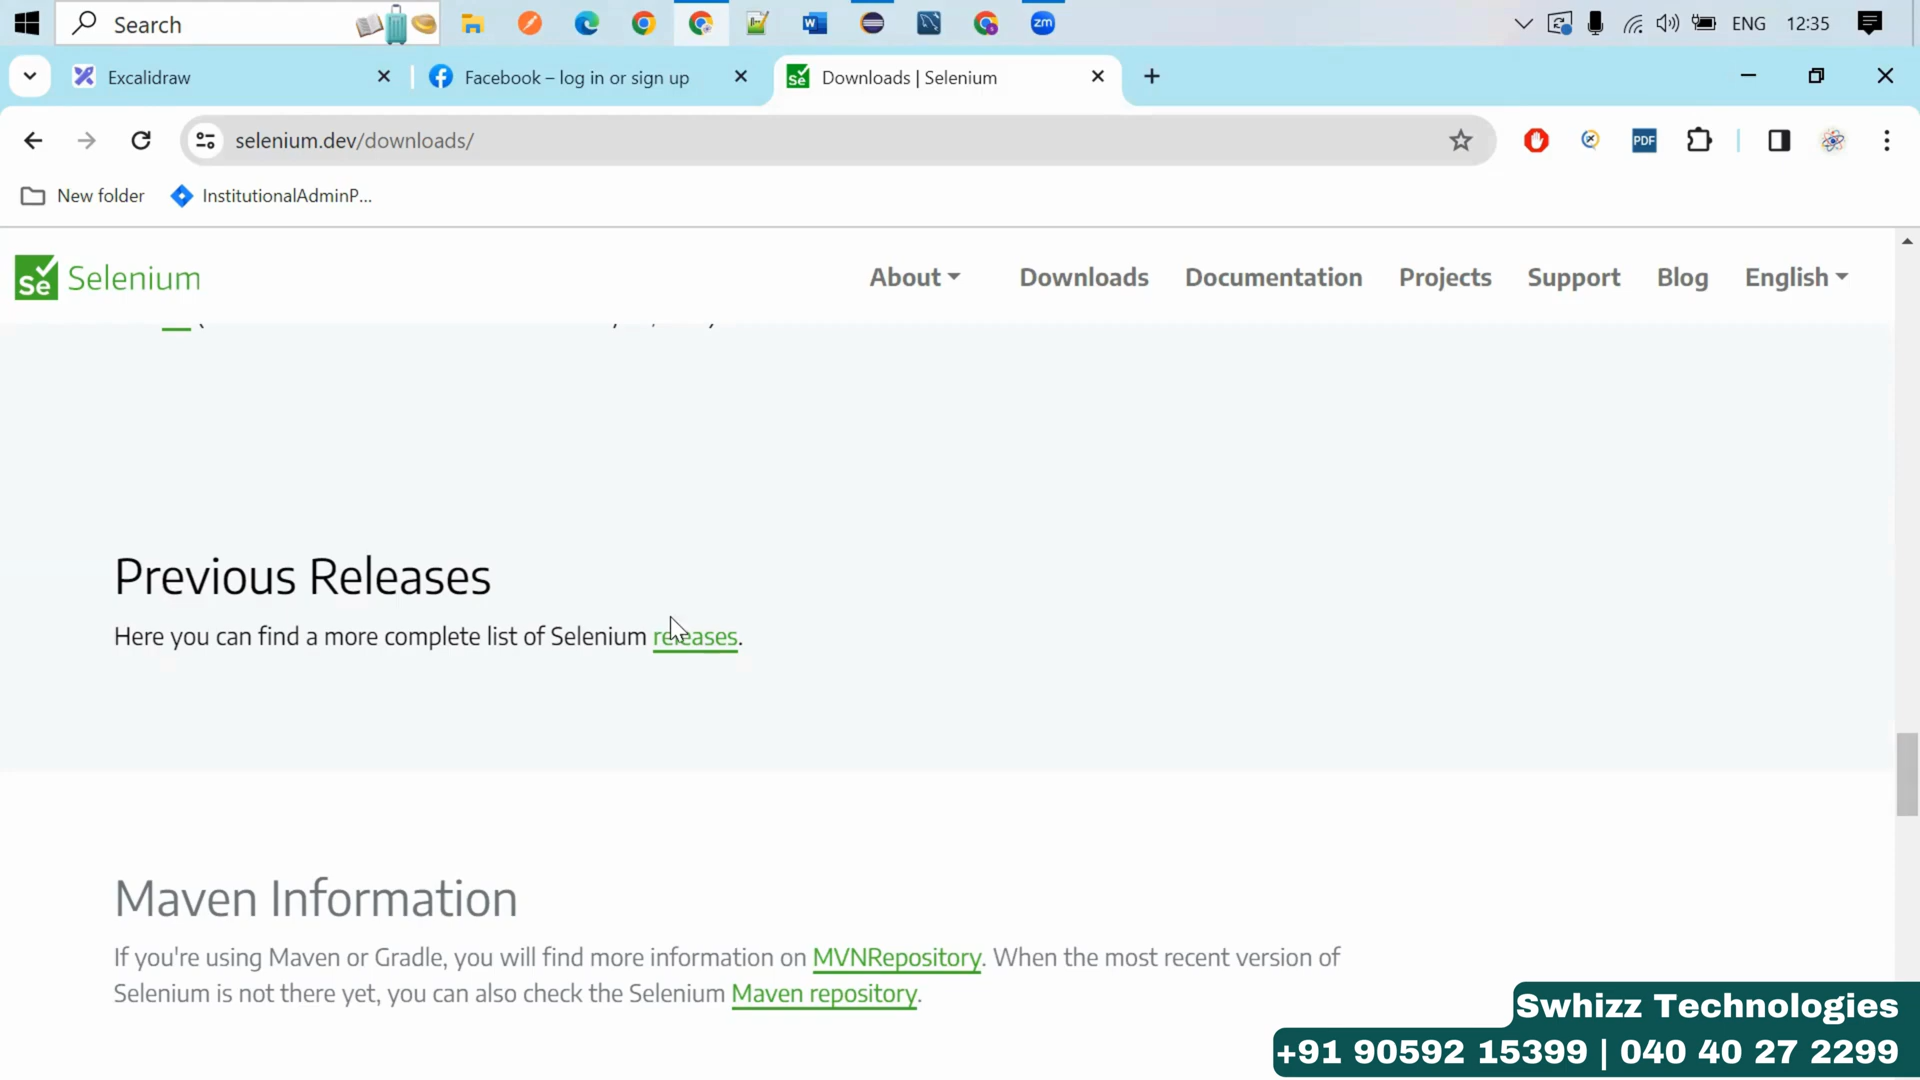 Search
ENG
12:35
Excalidraw
Facebook – log in or sign up
Downloads | Selenium
selenium.dev/downloads/
PDF
New folder
InstitutionalAdminP...
Se Selenium
About
Downloads
Documentation
Projects
Support
Blog
English
Previous Releases
Here you can find a more complete list of Selenium releases.
Maven Information
If you're using Maven or Gradle, you will find more information on MVNRepository. When the most recent version of
Selenium is not there yet, you can also check the Selenium Maven repository.
Swhizz Technologies
+91 90592 15399 | 040 40 27 2299